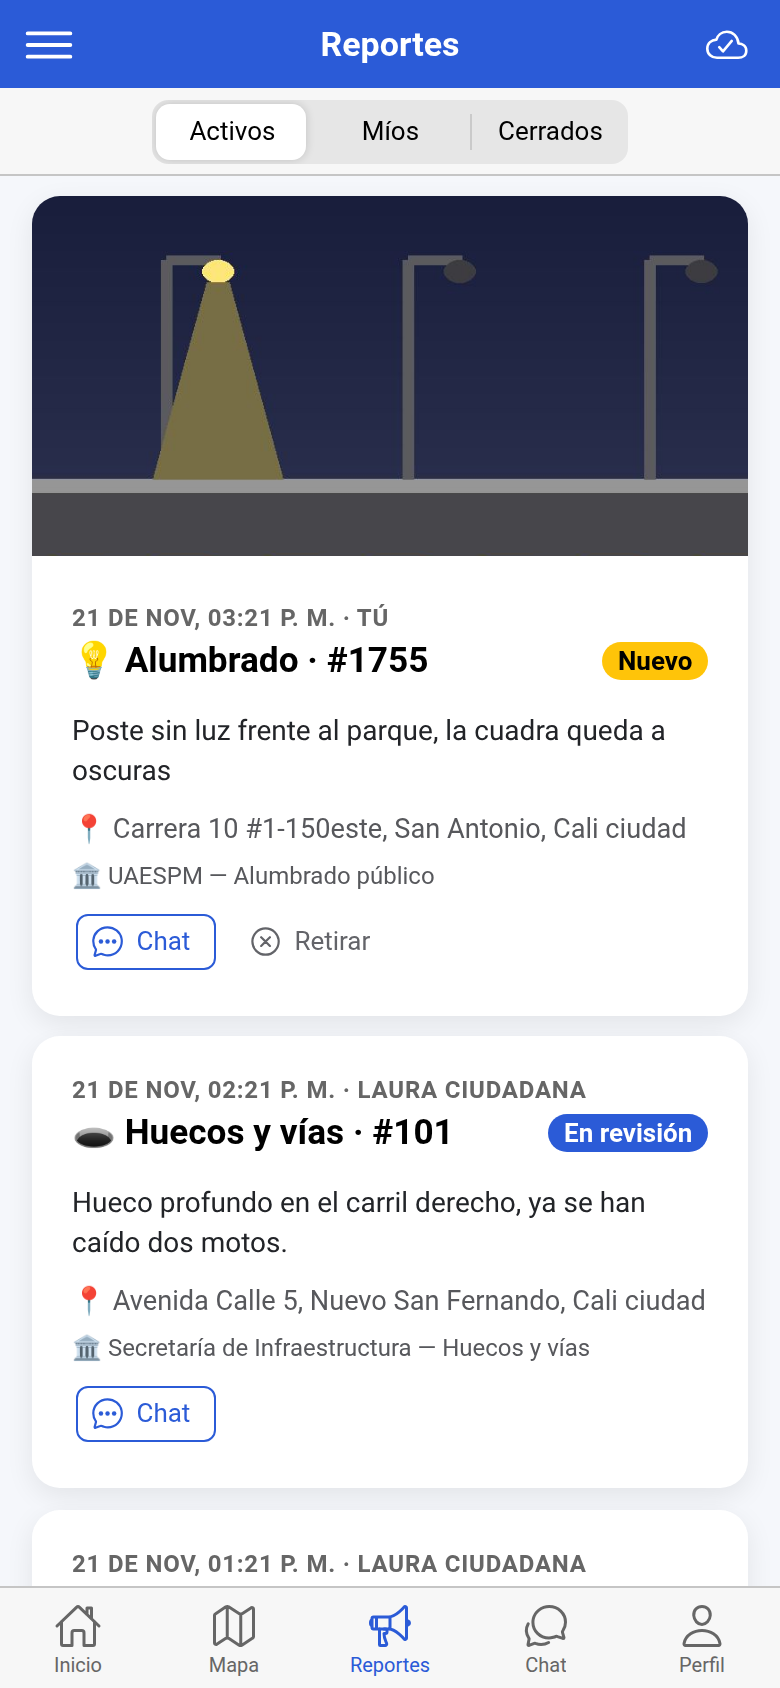 Reportes
Activos
Míos
Cerrados
21 DE NOV, 03:21 P. M. · TÚ
Alumbrado · #1755
Nuevo
Poste sin luz frente al parque, la cuadra queda a
oscuras
Carrera 10 #1-150este, San Antonio, Cali ciudad
UAESPM — Alumbrado público
Chat
Retirar
21 DE NOV, 02:21 P. M. · LAURA CIUDADANA
Huecos y vías · #101
En revisión
Hueco profundo en el carril derecho, ya se han
caído dos motos.
Avenida Calle 5, Nuevo San Fernando, Cali ciudad
Secretaría de Infraestructura — Huecos y vías
Chat
21 DE NOV, 01:21 P. M. · LAURA CIUDADANA
Inicio
Mapa
Reportes
Chat
Perfil